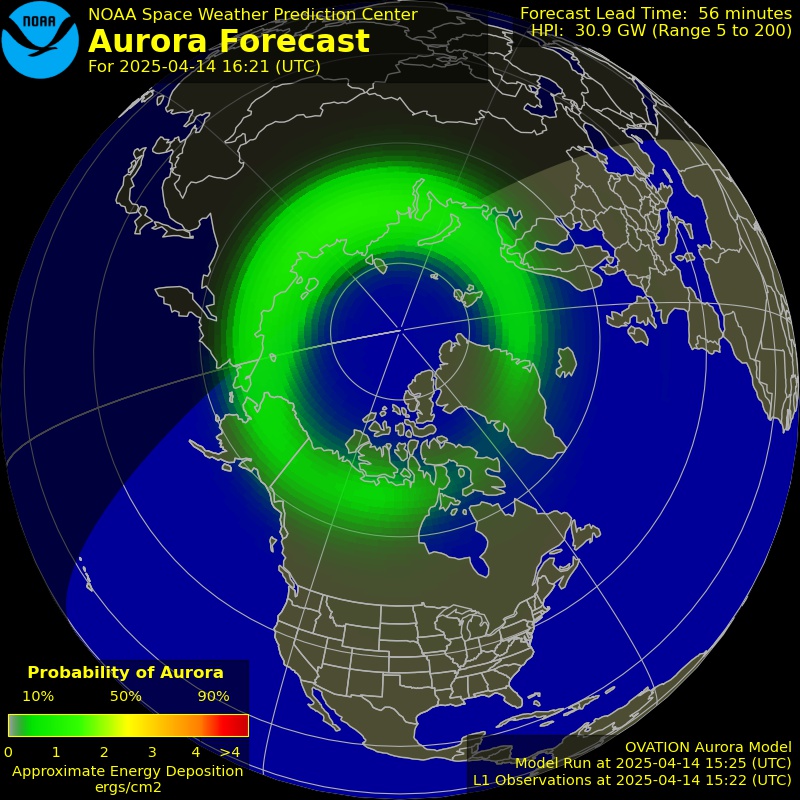 NOAA
NOAA Space Weather Prediction Center
Aurora Forecast
For 2025-04-14 16:21 (UTC)
Forecast Lead Time: 56 minutes
HPI: 30.9 GW (Range 5 to 200)
Probability of Aurora
10% 50% 90%
0 1 2 3 4 >4
Approximate Energy Deposition
ergs/cm2
OVATION Aurora Model
Model Run at 2025-04-14 15:25 (UTC)
L1 Observations at 2025-04-14 15:22 (UTC)